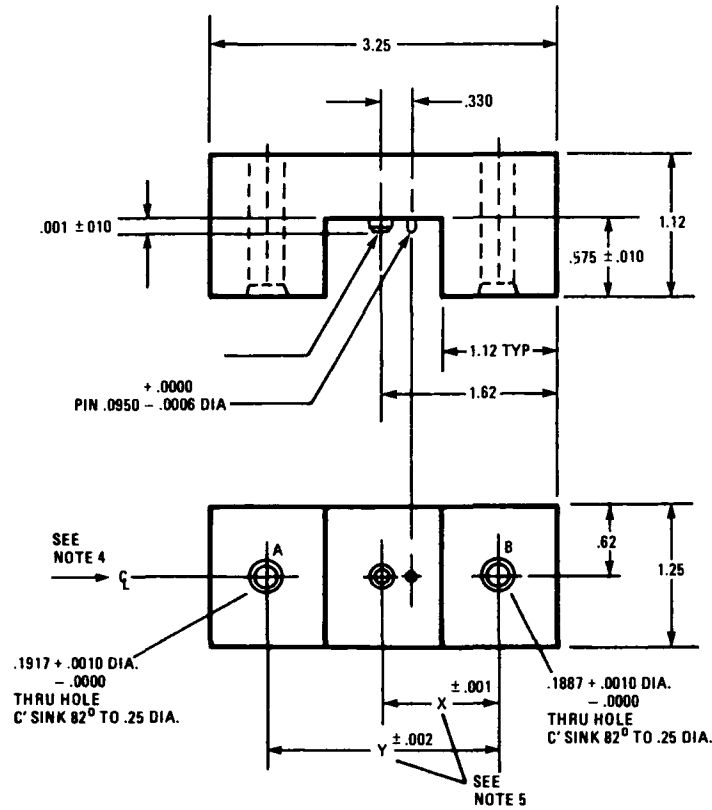 3.25
.330
.001 ±010
1.12
.575 ±.010
1.12 TYP
+ .0000
PIN .0950 - .0006 DIA
1.62
SEE
NOTE 4
C L
A
B
.62
1.25
.1917 + .0010 DIA.
- .0000
THRU HOLE
C' SINK 82° TO .25 DIA.
± .001
X
.1887 + .0010 DIA.
- .0000
THRU HOLE
C' SINK 82° TO .25 DIA.
Y ± .002
SEE
NOTE 5